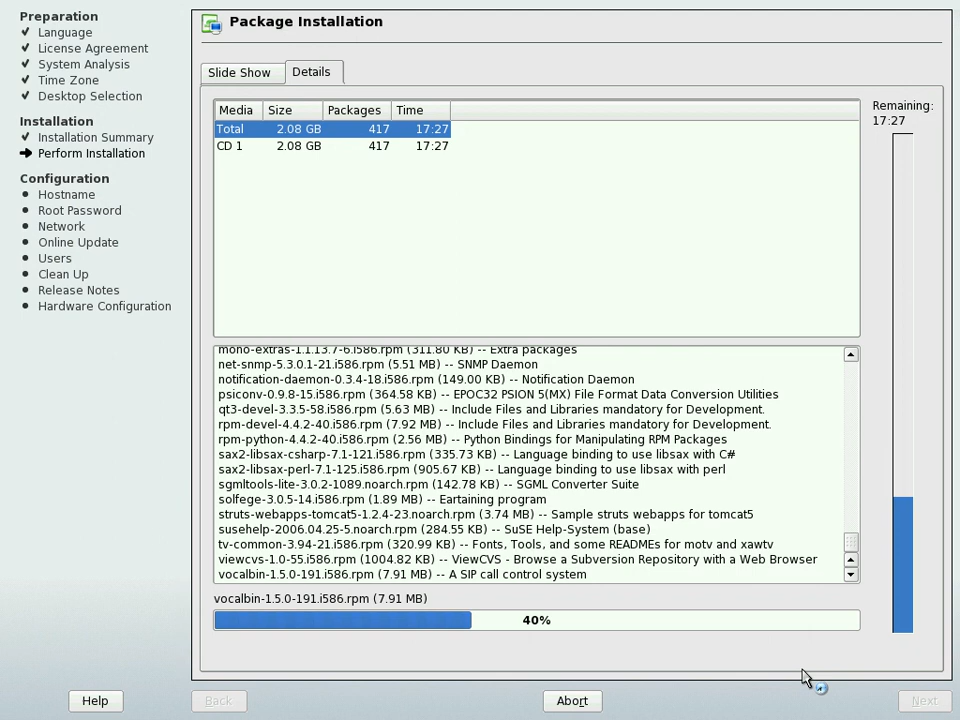 Preparation
Language
License Agreement
System Analysis
Time Zone
Desktop Selection
Installation
Installation Summary
Perform Installation
Configuration
Hostname
Root Password
Network
Online Update
Users
Clean Up
Release Notes
Hardware Configuration
Package Installation
Slide Show Details
Media Size Packages Time
Total 2.08 GB 417 17:27
CD 1 2.08 GB 417 17:27
Remaining:
17:27
mono-extras-1.1.13.7-6.i586.rpm (311.80 KB) -- Extra packages
net-snmp-5.3.0.1-21.i586.rpm (5.51 MB) -- SNMP Daemon
notification-daemon-0.3.4-18.i586.rpm (149.00 KB) -- Notification Daemon
psiconv-0.9.8-15.i586.rpm (364.58 KB) -- EPOC32 PSION 5(MX) File Format Data Conversion Utilities
qt3-devel-3.3.5-58.i586.rpm (5.63 MB) -- Include Files and Libraries mandatory for Development.
rpm-devel-4.4.2-40.i586.rpm (7.92 MB) -- Include Files and Libraries mandatory for Development.
rpm-python-4.4.2-40.i586.rpm (2.56 MB) -- Python Bindings for Manipulating RPM Packages
sax2-libsax-csharp-7.1-121.i586.rpm (335.73 KB) -- Language binding to use libsax with C#
sax2-libsax-perl-7.1-125.i586.rpm (905.67 KB) -- Language binding to use libsax with perl
sgmltools-lite-3.0.2-1089.noarch.rpm (142.78 KB) -- SGML Converter Suite
solfege-3.0.5-14.i586.rpm (1.89 MB) -- Eartaining program
struts-webapps-tomcat5-1.2.4-23.noarch.rpm (3.74 MB) -- Sample struts webapps for tomcat5
susehelp-2006.04.25-5.noarch.rpm (284.55 KB) -- SuSE Help-System (base)
tv-common-3.94-21.i586.rpm (320.99 KB) -- Fonts, Tools, and some READMEs for motv and xawtv
viewcvs-1.0-55.i586.rpm (1004.82 KB) -- ViewCVS - Browse a Subversion Repository with a Web Browser
vocalbin-1.5.0-191.i586.rpm (7.91 MB) -- A SIP call control system
vocalbin-1.5.0-191.i586.rpm (7.91 MB)
40%
Help Back Abort Next